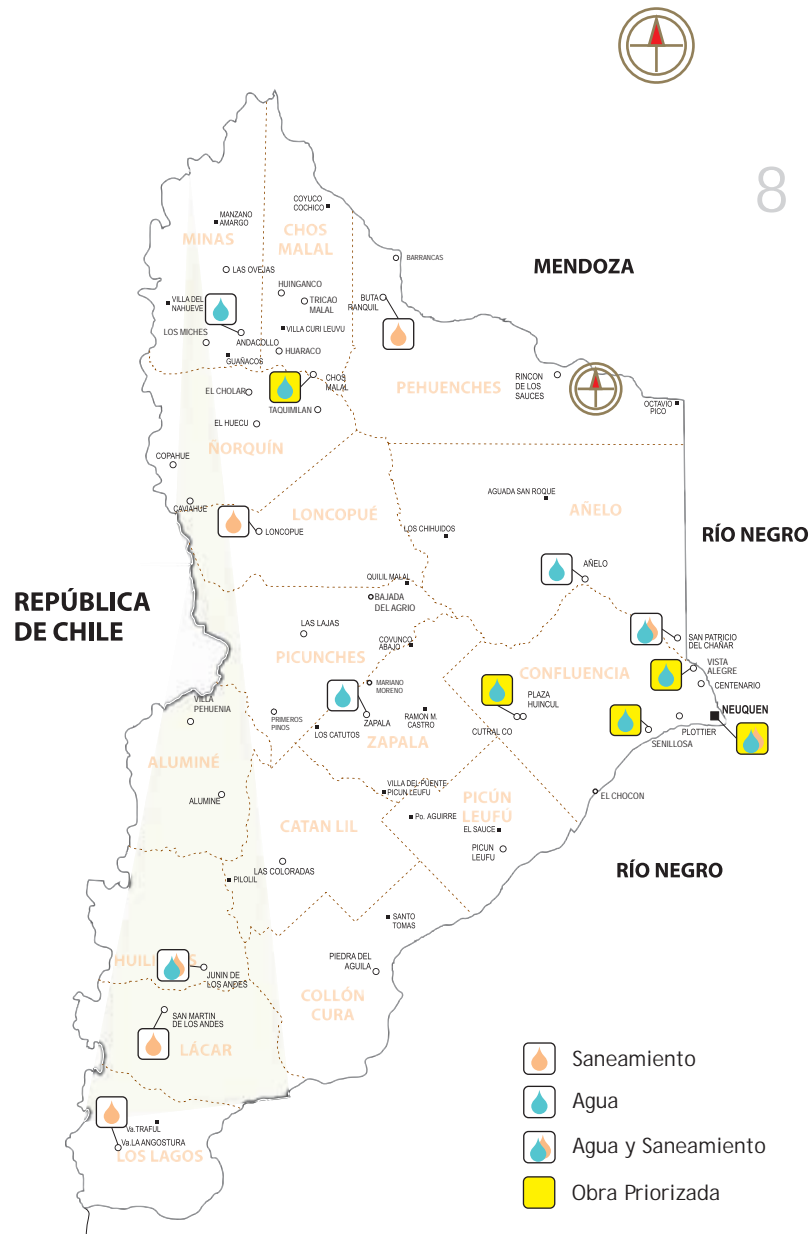 8
COYUCO
COCHICO
MANZANO
AMARGO
CHOS
MALAL
MINAS
BARRANCAS
MENDOZA
LAS OVEJAS
HUINGANCO
TRICAO
MALAL
BUTA
RANQUIL
VILLA DEL
NAHUEVE
VILLA CURI LEUVU
LOS MICHES
ANDACOLLO
HUARACO
GUAÑACOS
CHOS
MALAL
PEHUENCHES
RINCON
DE LOS
SAUCES
EL CHOLAR
TAQUIMILAN
OCTAVIO
PICO
EL HUECU
ÑORQUÍN
COPAHUE
CAVIAHUE
LONCOPUÉ
AGUADA SAN ROQUE
AÑELO
LONCOPUE
LOS CHIHUIDOS
RÍO NEGRO
AÑELO
QUILIL MALAL
BAJADA
DEL AGRIO
REPÚBLICA
DE CHILE
LAS LAJAS
PICUNCHES
COVUNCO
ABAJO
SAN PATRICIO
DEL CHAÑAR
CONFLUENCIA
VISTA
ALEGRE
CENTENARIO
MARIANO
MORENO
PLAZA
HUINCUL
VILLA
PEHUENIA
PRIMEROS
PINOS
LOS CATUTOS
ZAPALA
RAMON M.
CASTRO
ZAPALA
CUTRAL CO
NEUQUEN
PLOTTIER
SENILLOSA
ALUMINÉ
ALUMINE
VILLA DEL PUENTE
PICUN LEUFU
PICÚN
LEUFÚ
EL CHOCON
CATAN LIL
Po. AGUIRRE
EL SAUCE
PICUN
LEUFU
LAS COLORADAS
PILOLIL
RÍO NEGRO
SANTO
TOMAS
HUILICHES
JUNIN DE
LOS ANDES
PIEDRA DEL
AGUILA
COLLÓN
CURA
SAN MARTIN
DE LOS ANDES
LÁCAR
Va.TRAFUL
Va.LA ANGOSTURA
LOS LAGOS
Saneamiento
Agua
Agua y Saneamiento
Obra Priorizada